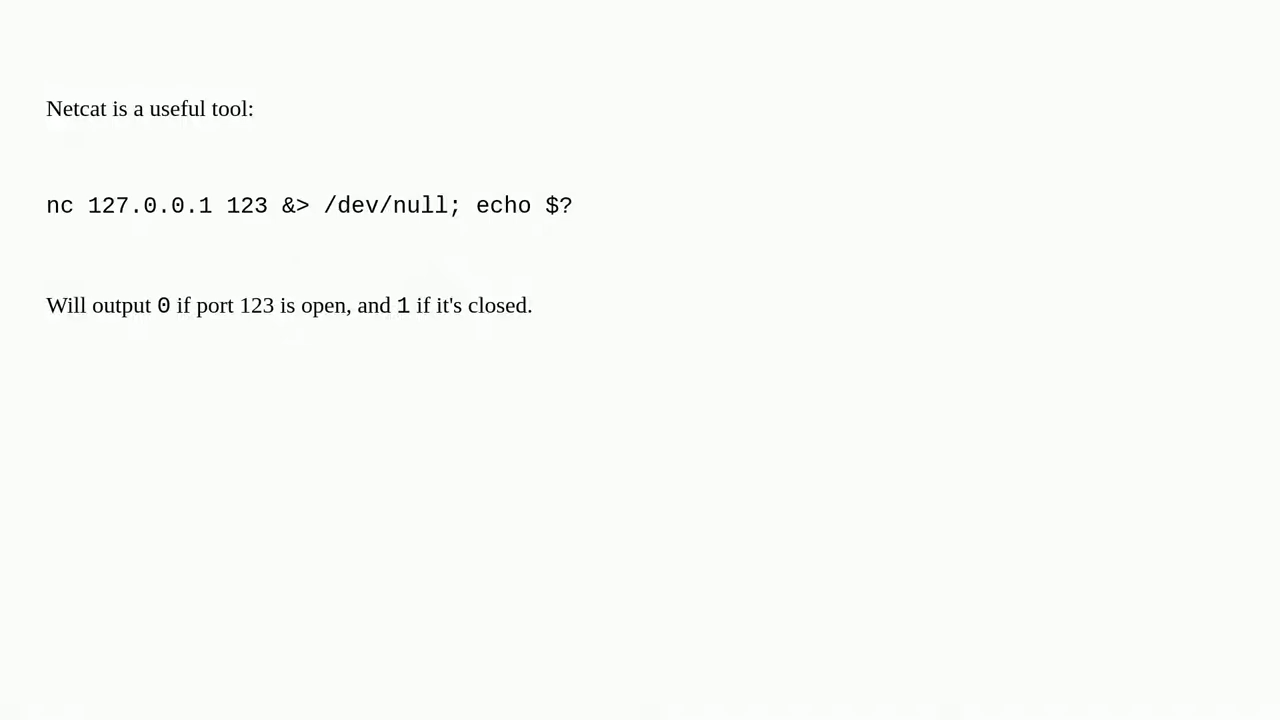 Netcat is a useful tool:
nc 127.0.0.1 123 &> /dev/null; echo $?
Will output 0 if port 123 is open, and 1 if it's closed.